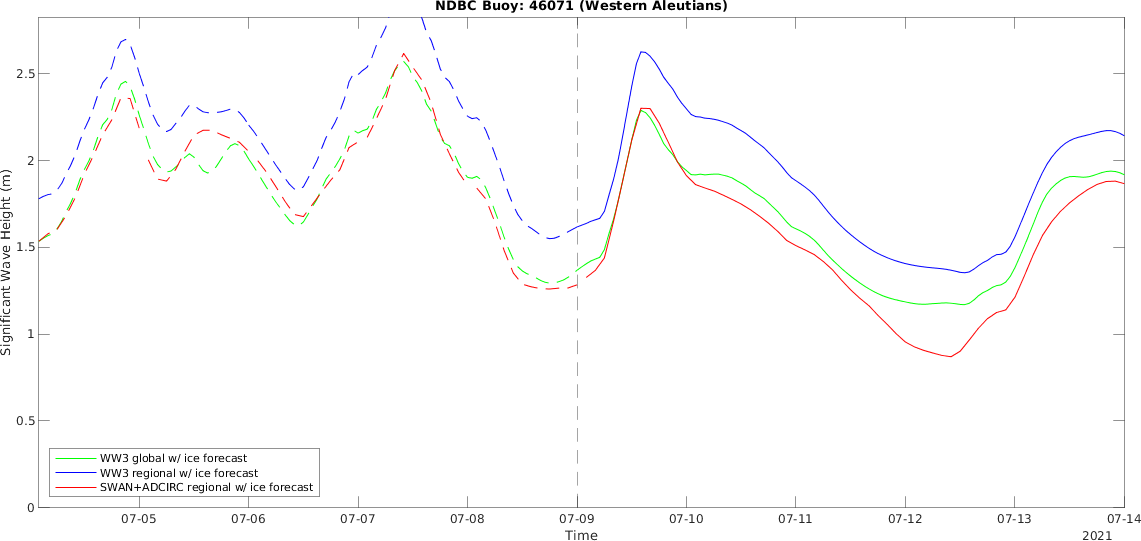 NDBC Buoy: 46071 (Western Aleutians)
Significant Wave Height (m)
2.5
2
1.5
1
0.5
0
WW3 global w/ ice forecast
WW3 regional w/ ice forecast
SWAN+ADCIRC regional w/ ice forecast
07-05 07-06 07-07 07-08 07-09 07-10 07-11 07-12 07-13 07-14
Time
2021